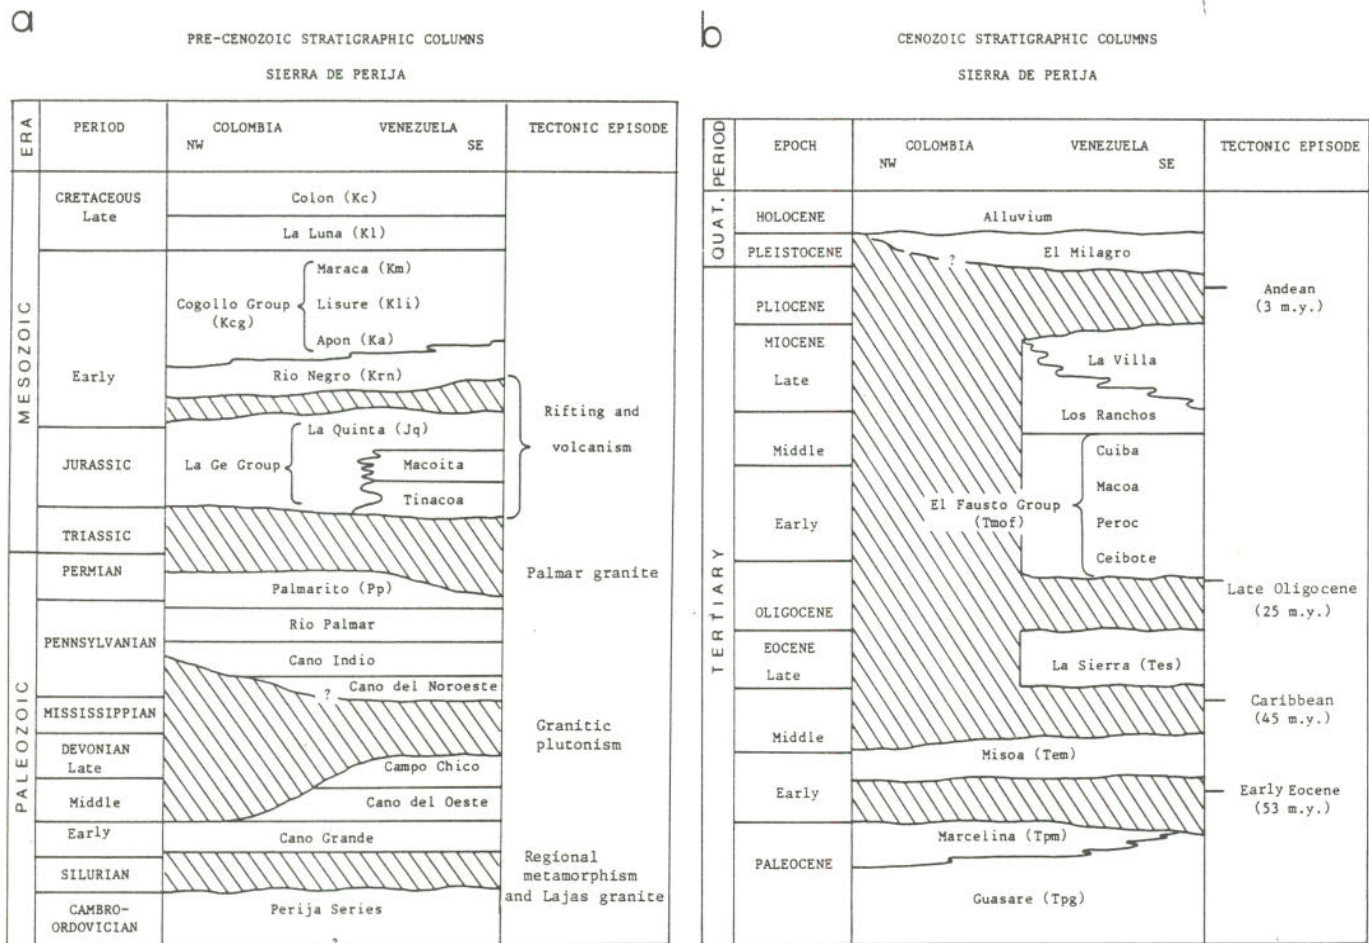 a
PRE-CENOZOIC STRATIGRAPHIC COLUMNS
SIERRA DE PERIJA
ERA
PERIOD
COLOMBIA
VENEZUELA
TECTONIC EPISODE
NW
SE
MESOZOIC
CRETACEOUS
Late
Colon (Kc)
La Luna (Kl)
Early
Cogollo Group
(Kcg)
Maraca (Km)
Lisure (Kli)
Apon (Ka)
Rio Negro (Krn)
Rifting and
volcanism
JURASSIC
La Ge Group
La Quinta (Jq)
Macoita
Tinacoa
TRIASSIC
PALEOZOIC
PERMIAN
Palmarito (Pp)
Palmar granite
PENNSYLVANIAN
Rio Palmar
Cano Indio
? Cano del Noroeste
MISSISSIPPIAN
Granitic
plutonism
DEVONIAN
Late
Campo Chico
Middle
Cano del Oeste
Early
Cano Grande
SILURIAN
Regional
metamorphism
and Lajas granite
CAMBRO-
ORDOVICIAN
Perija Series
?
b
CENOZOIC STRATIGRAPHIC COLUMNS
SIERRA DE PERIJA
PERIOD
EPOCH
COLOMBIA
VENEZUELA
TECTONIC EPISODE
NW
SE
QUAT.
HOLOCENE
Alluvium
PLEISTOCENE
?
El Milagro
TERTIARY
PLIOCENE
Andean
(3 m.y.)
MIOCENE
Late
La Villa
Los Ranchos
Middle
Early
El Fausto Group
(Tmof)
Cuiba
Macoa
Peroc
Ceibote
OLIGOCENE
Late Oligocene
(25 m.y.)
EOCENE
Late
La Sierra (Tes)
Caribbean
(45 m.y.)
Middle
Misoa (Tem)
Early
Early Eocene
(53 m.y.)
PALEOCENE
Marcelina (Tpm)
Guasare (Tpg)